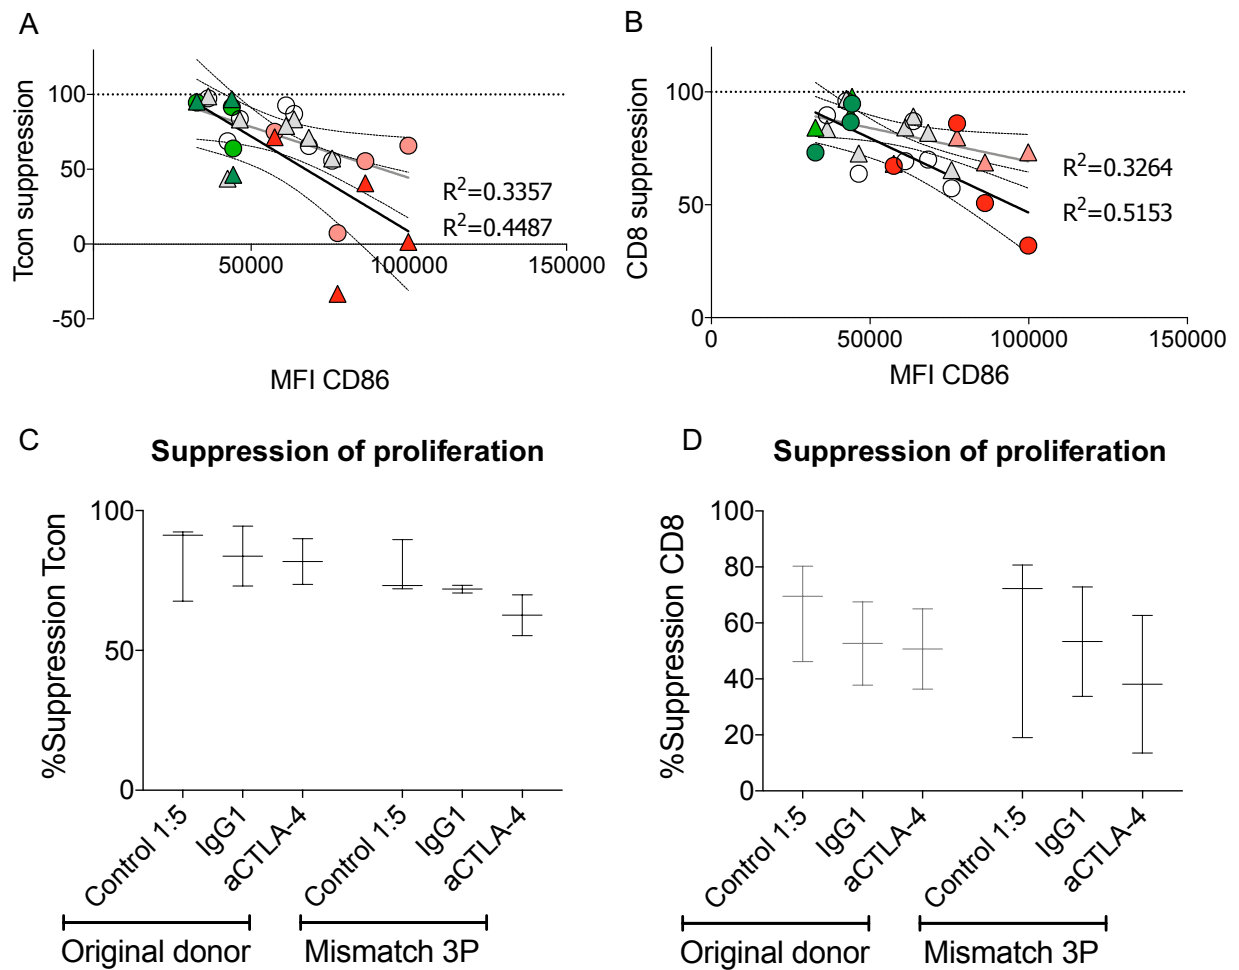 A
Tcon suppression
100
50
0
-50
50000
100000
150000
R²=0.3357
R²=0.4487
MFI CD86
B
CD8 suppression
100
50
0
0
50000
100000
150000
R²=0.3264
R²=0.5153
MFI CD86
C
Suppression of proliferation
%Suppression Tcon
100
50
0
Control 1:5
IgG1
aCTLA-4
Control 1:5
IgG1
aCTLA-4
Original donor
Mismatch 3P
D
Suppression of proliferation
%Suppression CD8
100
80
60
40
20
0
Control 1:5
IgG1
aCTLA-4
Control 1:5
IgG1
aCTLA-4
Original donor
Mismatch 3P